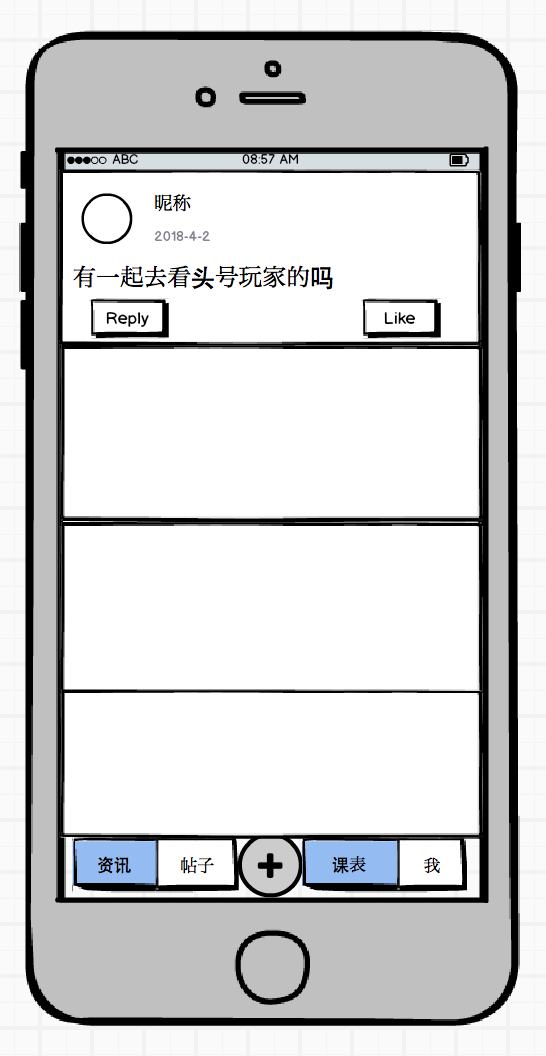 ABC 08:57 AM
昵称
2018-4-2
有一起去看头号玩家的吗
Reply Like
资讯 帖子 课表 我